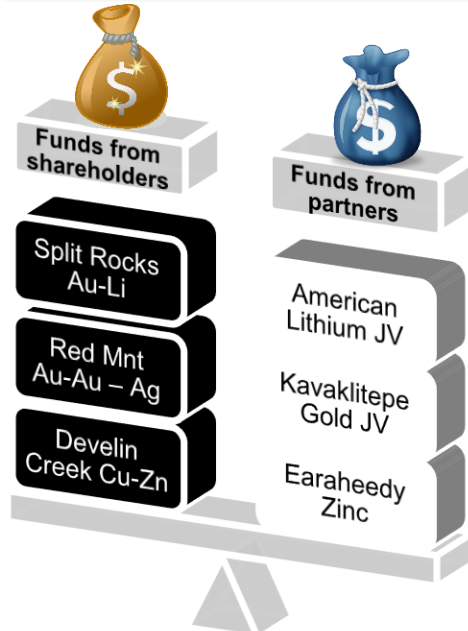 $
Funds from
shareholders
Split Rocks
Au-Li
Red Mnt
Au-Au – Ag
Develin
Creek Cu-Zn
$
Funds from
partners
American
Lithium JV
Kavaklitepe
Gold JV
Earaheedy
Zinc